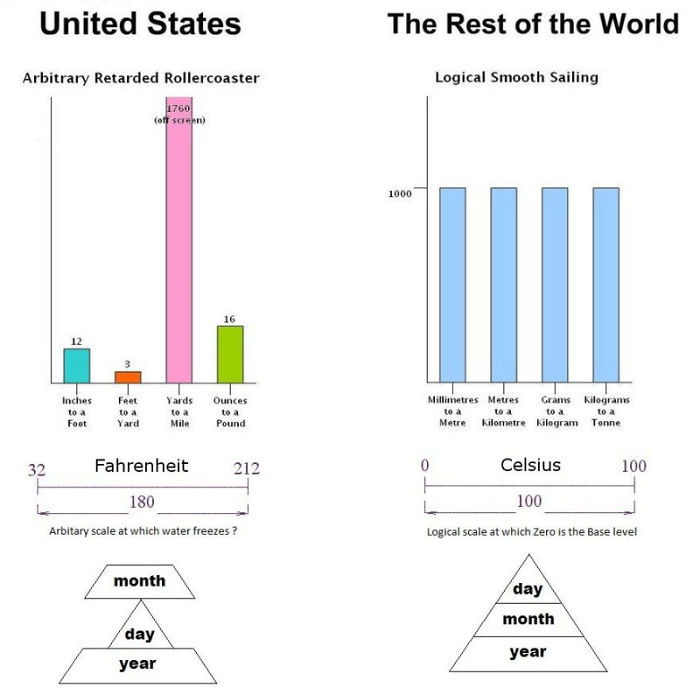 United States
Arbitrary Retarded Rollercoaster
1760
(off screen)
12
3
16
Inches
to a
Foot
Feet
to a
Yard
Yards
to a
Mile
Ounces
to a
Pound
32
Fahrenheit
212
180
Arbitary scale at which water freezes ?
month
day
year
The Rest of the World
Logical Smooth Sailing
1000
Millimetres
to a
Metre
Metres
to a
Kilometre
Grams
to a
Kilogram
Kilograms
to a
Tonne
0
Celsius
100
100
Logical scale at which Zero is the Base level
day
month
year